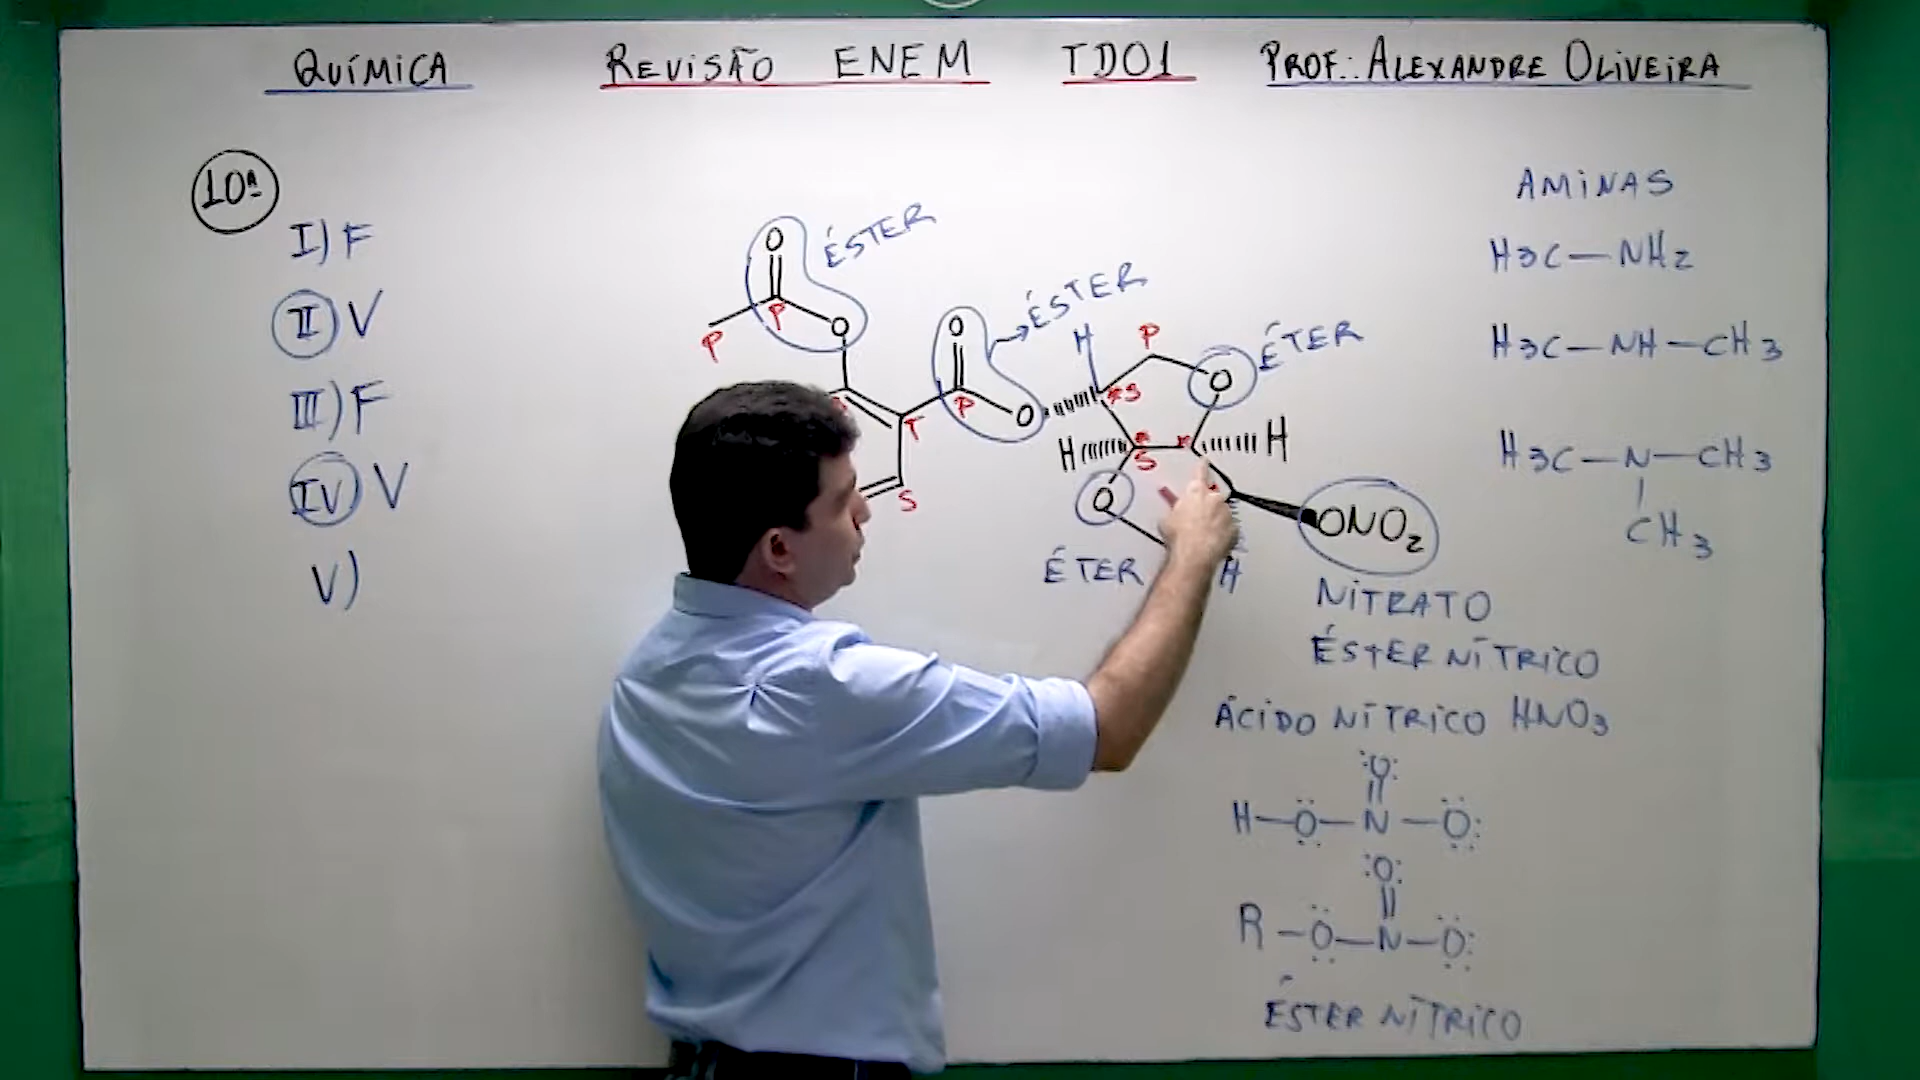 QUÍMICA REVISÃO ENEM TD01 PROF.: ALEXANDRE OLIVEIRA
10ª
I) F
II) V
III) F
IV) V
V)
O ÉSTER
P P O
O ÉSTER
T P O
S
H P O ÉTER
*S
H S H
O
ÉTER H
ONO2
NITRATO
ÉSTER NÍTRICO
ÁCIDO NÍTRICO HNO3
O
H—O—N—O
O
R—O—N—O
ÉSTER NÍTRICO
AMINAS
H3C—NH2
H3C—NH—CH3
H3C—N—CH3
CH3